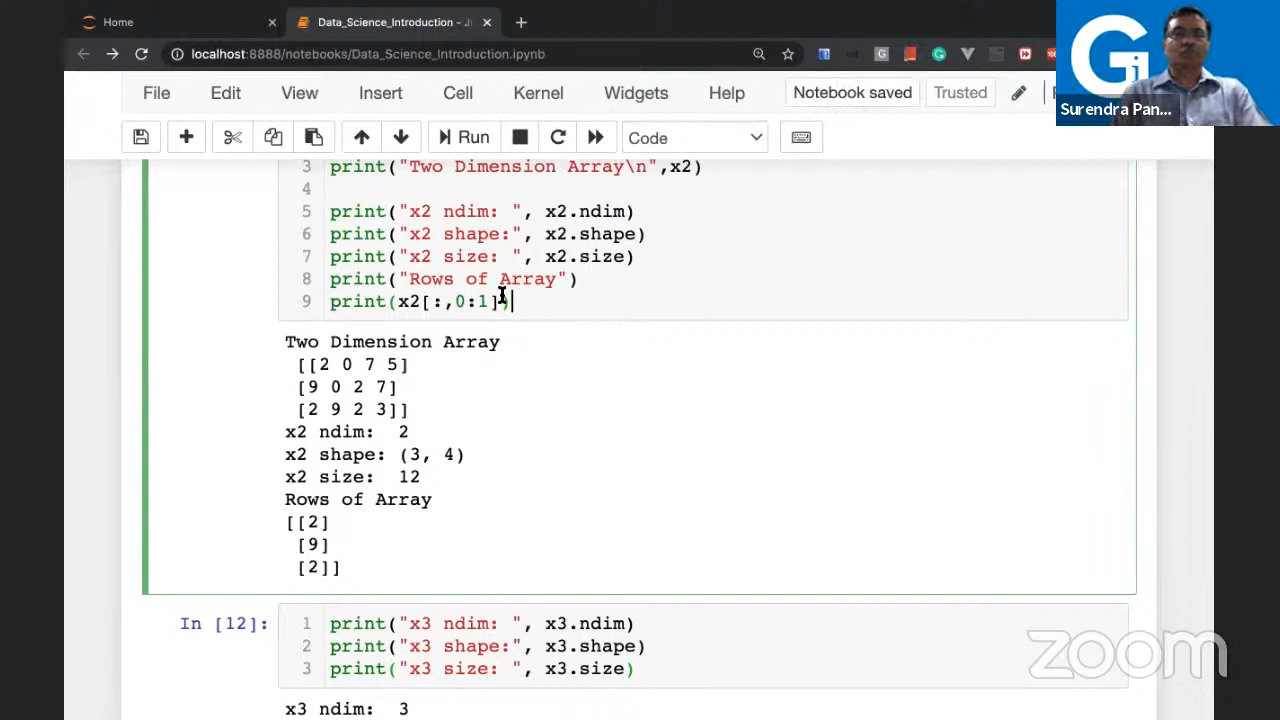 Home
Data_Science_Introduction - J
localhost:8888/notebooks/Data_Science_Introduction.ipynb
Surendra Pan...
File Edit View Insert Cell Kernel Widgets Help Notebook saved Trusted
Run Code
3 print("Two Dimension Array\n",x2)
4
5 print("x2 ndim: ", x2.ndim)
6 print("x2 shape:", x2.shape)
7 print("x2 size: ", x2.size)
8 print("Rows of Array")
9 print(x2[:,0:1])
Two Dimension Array
[[2 0 7 5]
[9 0 2 7]
[2 9 2 3]]
x2 ndim: 2
x2 shape: (3, 4)
x2 size: 12
Rows of Array
[[2]
[9]
[2]]
In [12]:
1 print("x3 ndim: ", x3.ndim)
2 print("x3 shape:", x3.shape)
3 print("x3 size: ", x3.size)
x3 ndim: 3
zoom